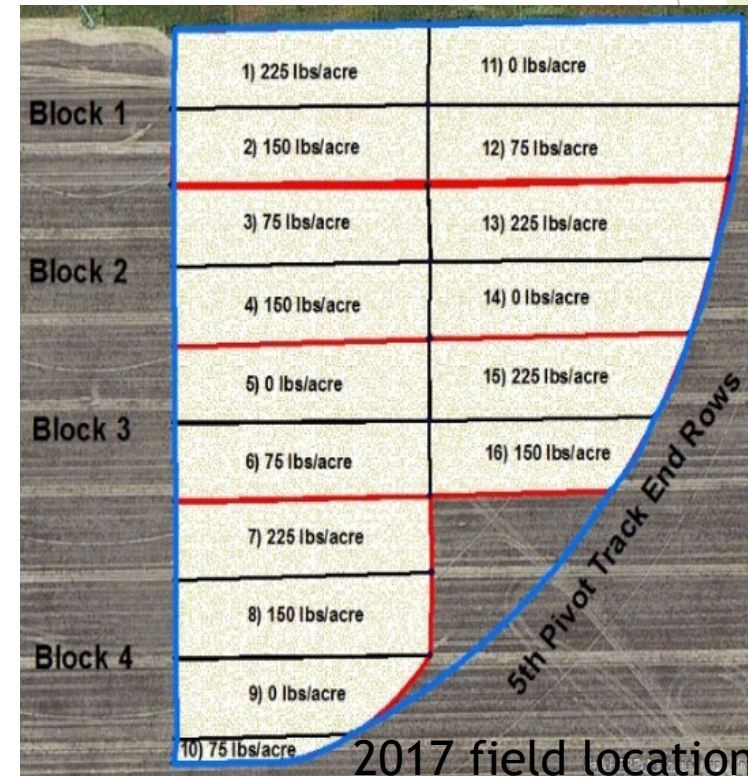 1) 225 lbs/acre
11) 0 lbs/acre
Block 1
2) 150 lbs/acre
12) 75 lbs/acre
3) 75 lbs/acre
13) 225 lbs/acre
Block 2
4) 150 lbs/acre
14) 0 lbs/acre
5) 0 lbs/acre
15) 225 lbs/acre
Block 3
6) 75 lbs/acre
16) 150 lbs/acre
7) 225 lbs/acre
5th Pivot Track End Rows
8) 150 lbs/acre
Block 4
9) 0 lbs/acre
10) 75 lbs/acre
2017 field location